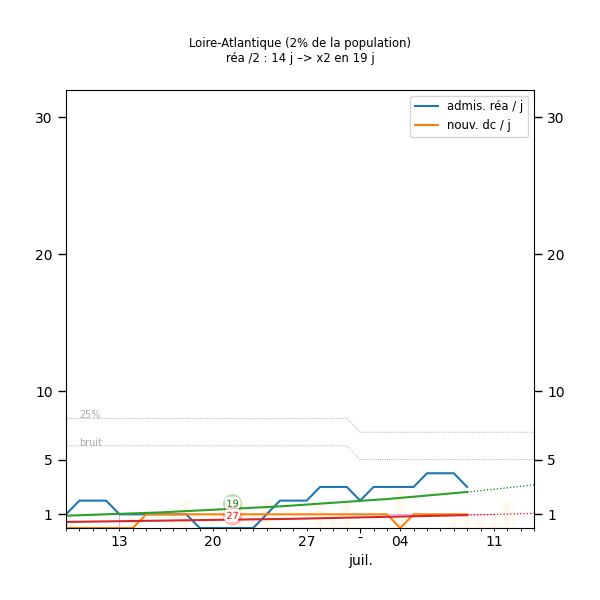 Loire-Atlantique (2% de la population)
réa /2 : 14 j –> x2 en 19 j
admis. réa / j
nouv. dc / j
30 30
20 20
10 10
25%
bruit
5 5
19
27
1 1
13 20 27 - 04 11
juil.